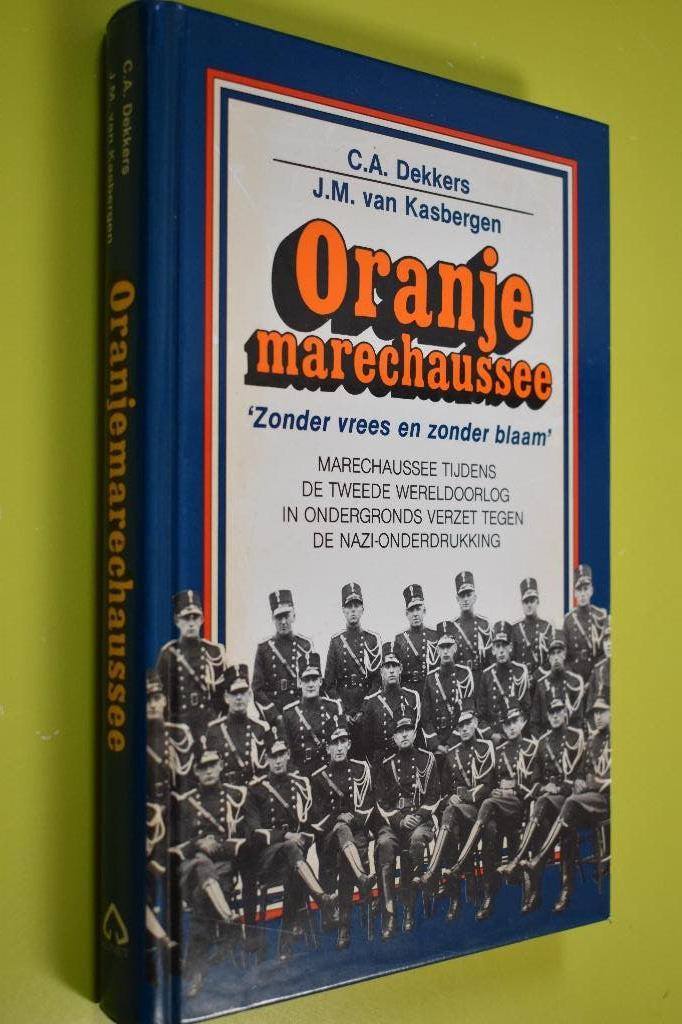 C.A. Dekkers
J.M. van Kasbergen
Oranje
marechaussee
'Zonder vrees en zonder blaam'
MARECHAUSSEE TIJDENS
DE TWEEDE WERELDOORLOG
IN ONDERGRONDS VERZET TEGEN
DE NAZI-ONDERDRUKKING
C.A. Dekkers
J.M. van Kasbergen
Oranjemarechaussee